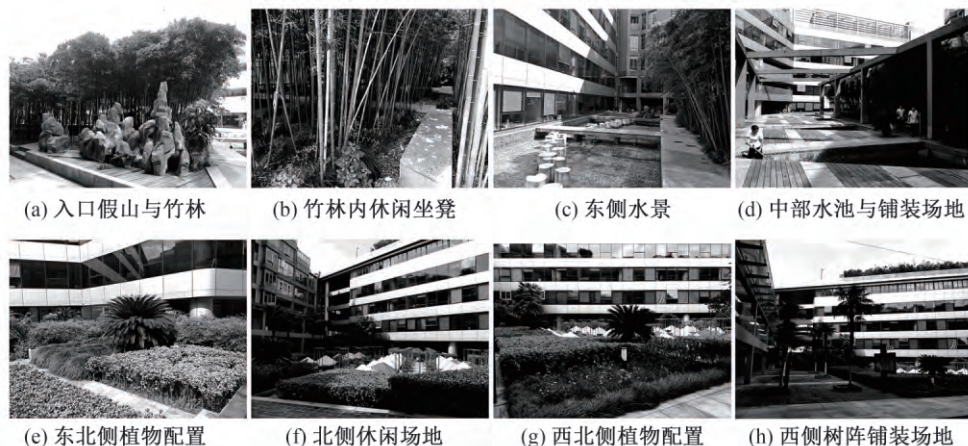 (a) 入口假山与竹林
(b) 竹林内休闲坐凳
(c) 东侧水景
(d) 中部水池与铺装场地
(e) 东北侧植物配置
(f) 北侧休闲场地
(g) 西北侧植物配置
(h) 西侧树阵铺装场地